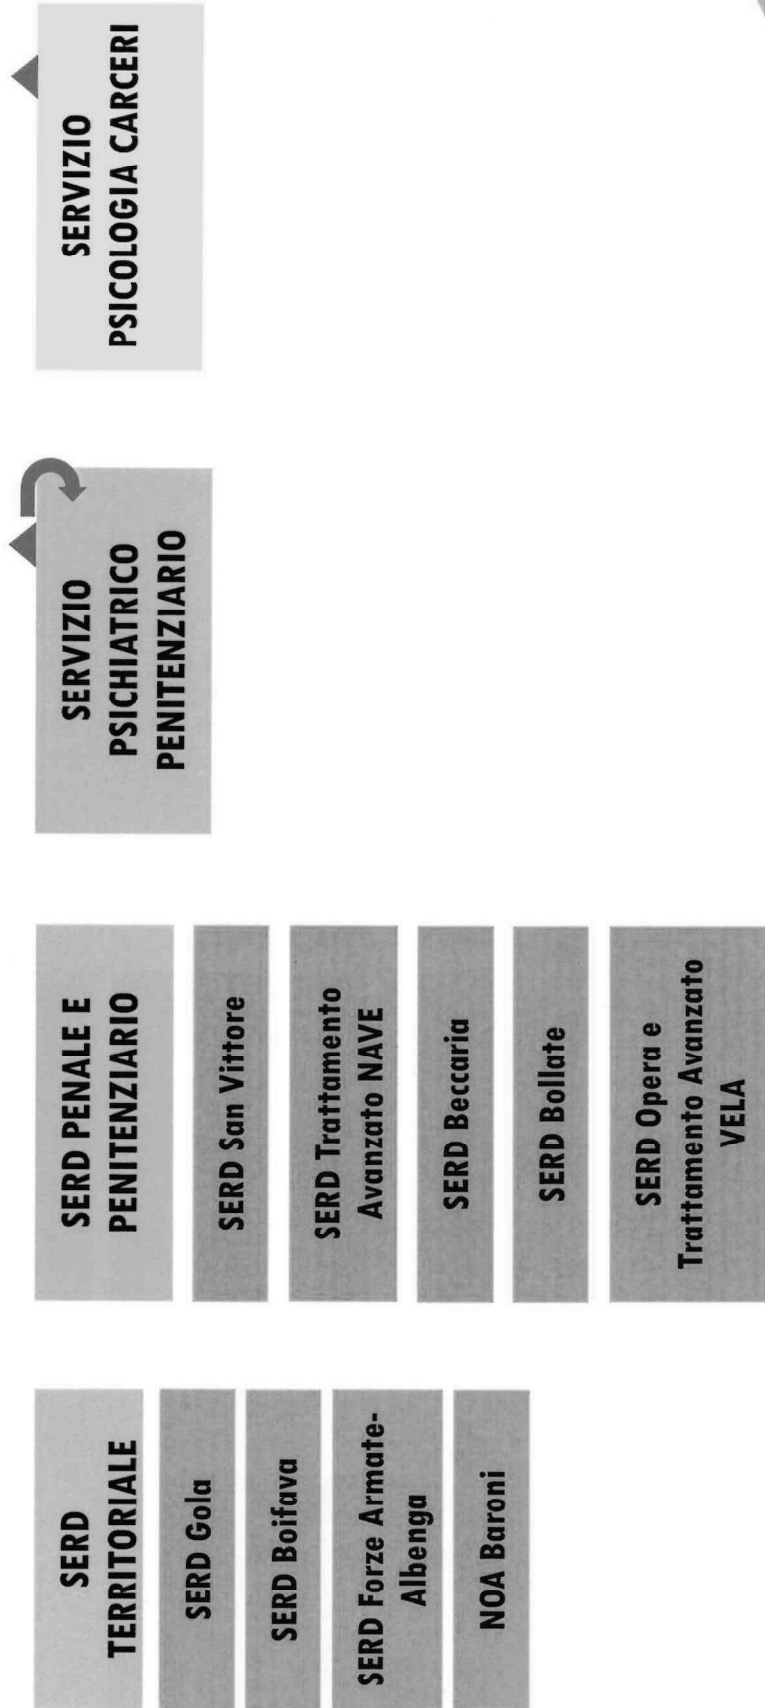 SERD
TERRITORIALE
SERD Gola
SERD Boifava
SERD Forze Armate-
Albenga
NOA Baroni
SERD PENALE E
PENITENZIARIO
SERD San Vittore
SERD Trattamento
Avanzato NAVE
SERD Beccaria
SERD Bollate
SERD Opera e
Trattamento Avanzato
VELA
SERVIZIO
PSICHIATRICO
PENITENZIARIO
SERVIZIO
PSICOLOGIA CARCERI